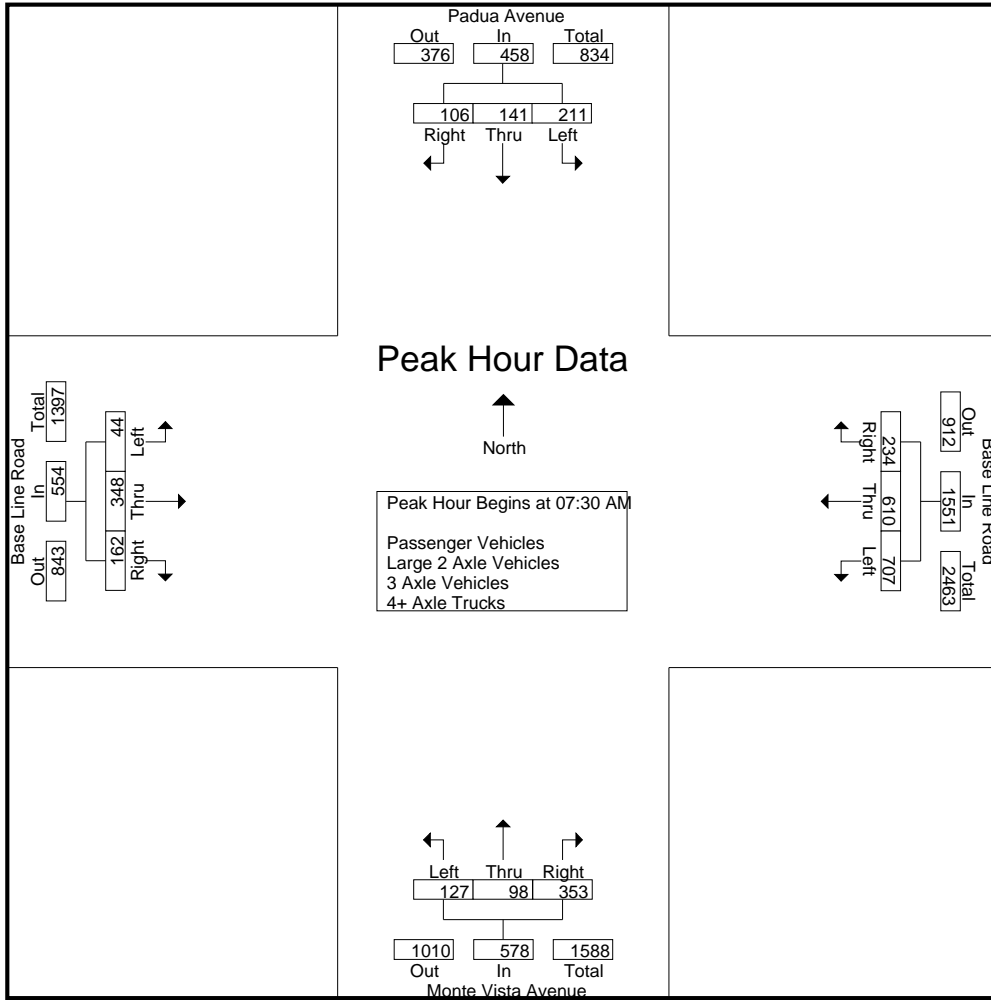 Padua Avenue
Out In Total
376 458 834
106 141 211
Right Thru Left
Peak Hour Data
North
Peak Hour Begins at 07:30 AM
Passenger Vehicles
Large 2 Axle Vehicles
3 Axle Vehicles
4+ Axle Trucks
Base Line Road
Out In Total
843 554 1397
44 348 162
Left Thru Right
Base Line Road
Out In Total
912 1551 2463
234 610 707
Right Thru Left
Left Thru Right
127 98 353
1010 578 1588
Out In Total
Monte Vista Avenue